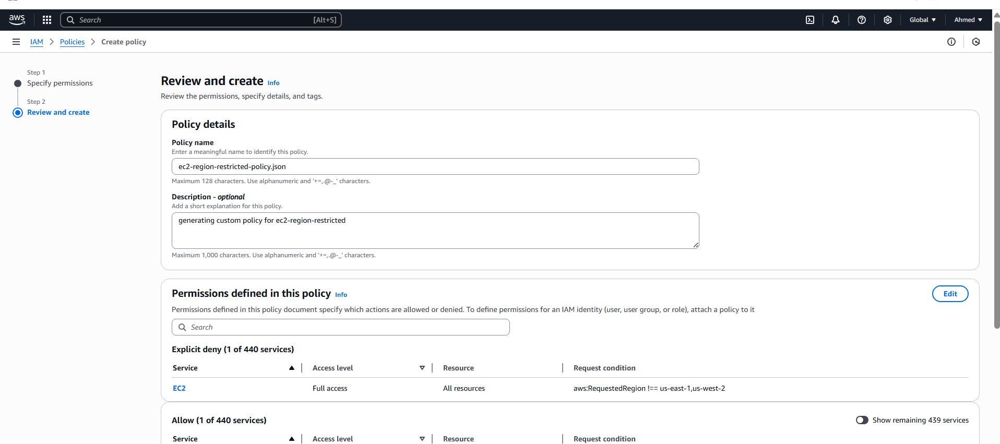 aws
Search [Alt+S]
Global
Ahmed
IAM > Policies > Create policy
Step 1
Specify permissions
Step 2
Review and create
Review and create Info
Review the permissions, specify details, and tags.
Policy details
Policy name
Enter a meaningful name to identify this policy.
ec2-region-restricted-policy.json
Maximum 128 characters. Use alphanumeric and '+=,.@-_' characters.
Description - optional
Add a short explanation for this policy.
generating custom policy for ec2-region-restricted
Maximum 1,000 characters. Use alphanumeric and '+=,.@-_' characters.
Permissions defined in this policy Info
Edit
Permissions defined in this policy document specify which actions are allowed or denied. To define permissions for an IAM identity (user, user group, or role), attach a policy to it
Search
Explicit deny (1 of 440 services)
Service Access level Resource Request condition
EC2 Full access All resources aws:RequestedRegion !== us-east-1,us-west-2
Allow (1 of 440 services)
Show remaining 439 services
Service Access level Resource Request condition